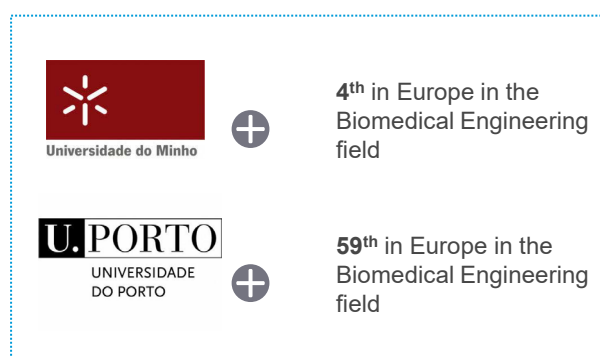 Universidade do Minho
4th in Europe in the
Biomedical Engineering
field
U.PORTO
UNIVERSIDADE
DO PORTO
59th in Europe in the
Biomedical Engineering
field